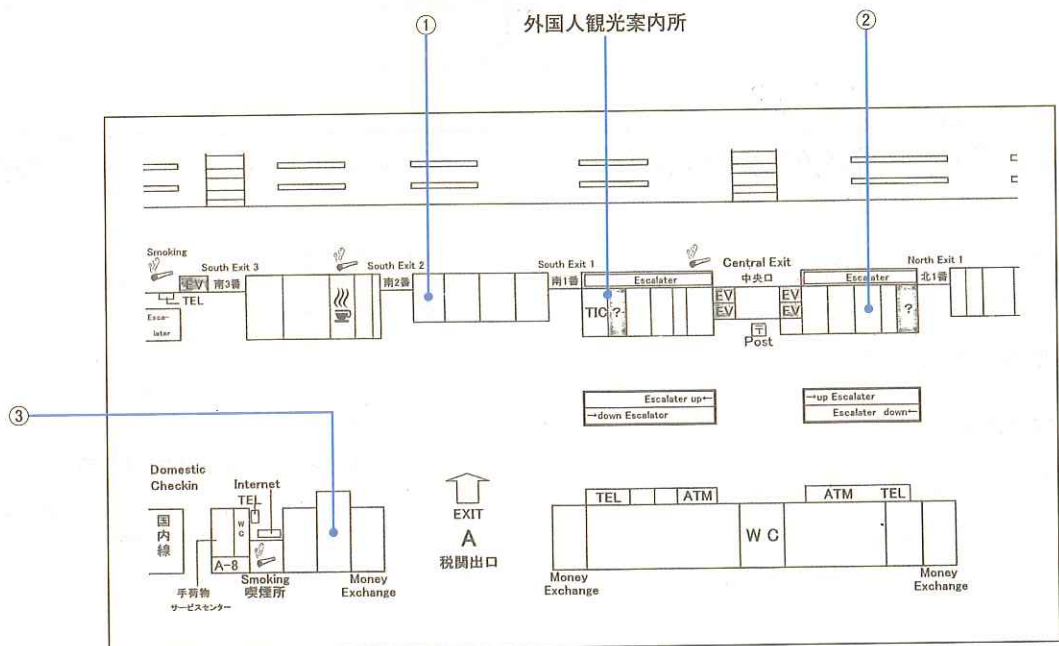 ①
外国人観光案内所
②
Smoking
South Exit 3
EV
南3番
TEL
Esca-
later
South Exit 2
南2番
South Exit 1
南1番
Escalater
TIC
?
Central Exit
中央口
EV
EV
EV
EV
〒
Post
Escalater
North Exit 1
北1番
?
Escalater up←
→down Escalator
→up Escalater
Escalater down←
③
Domestic
Checkin
国内線
Internet
TEL
WC
A-8
手荷物
サービスセンター
Smoking
喫煙所
Money
Exchange
EXIT
A
税関出口
TEL
ATM
WC
ATM
TEL
Money
Exchange
Money
Exchange